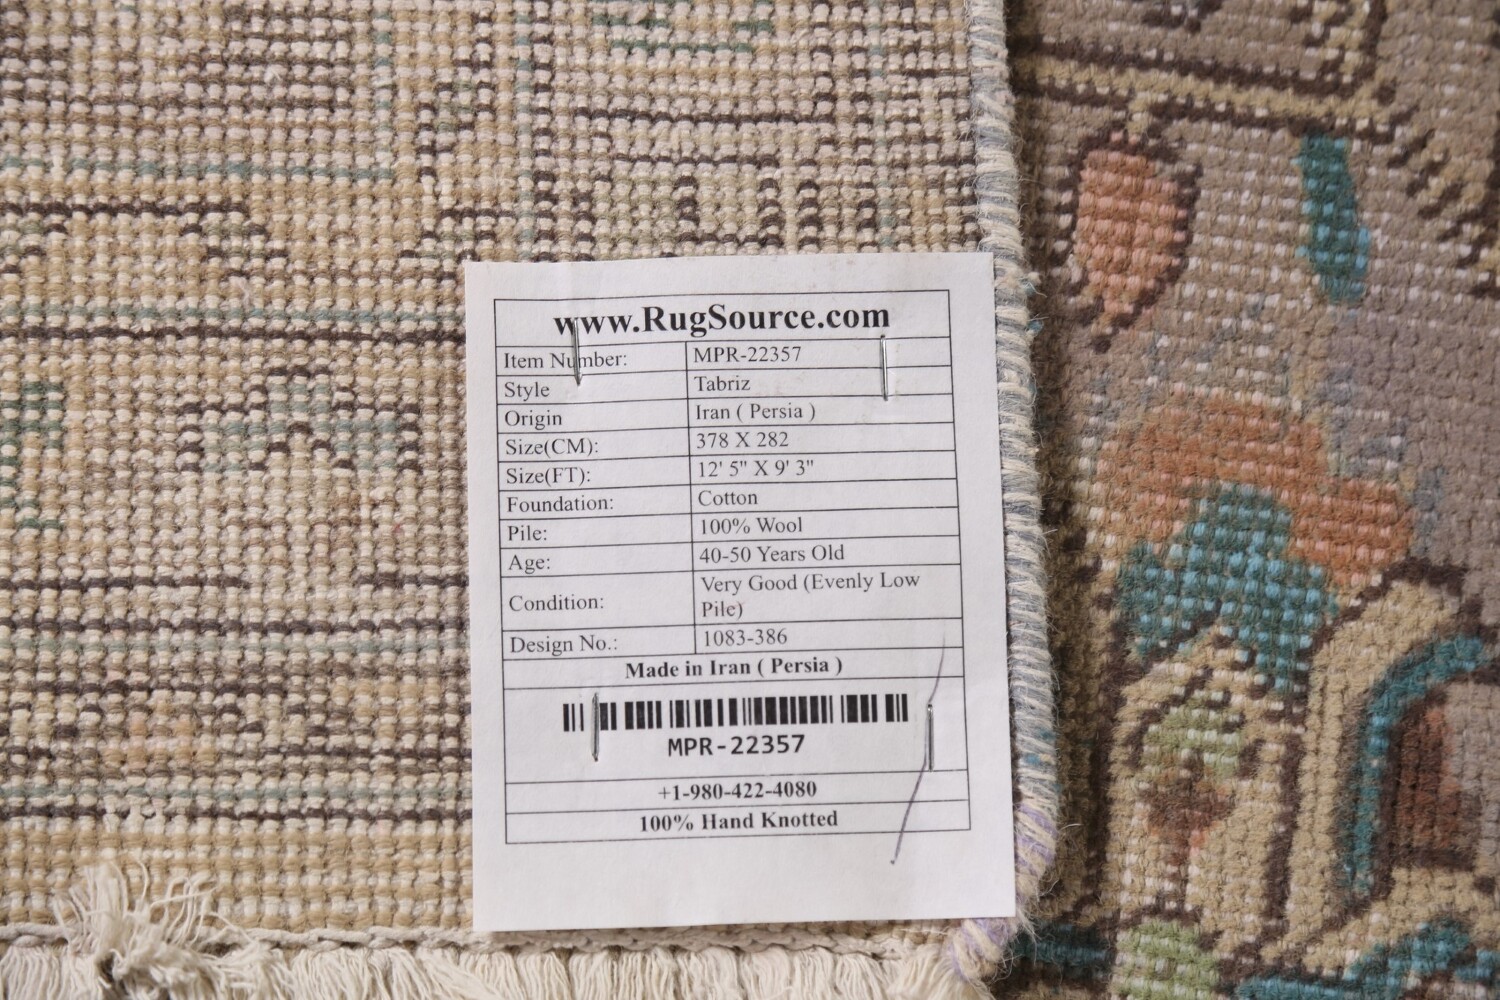 www.RugSource.com
Item Number: MPR-22357
Style Tabriz
Origin Iran ( Persia )
Size(CM): 378 X 282
Size(FT): 12' 5" X 9' 3"
Foundation: Cotton
Pile: 100% Wool
Age: 40-50 Years Old
Condition: Very Good (Evenly Low
Pile)
Design No.: 1083-386
Made in Iran ( Persia )
MPR-22357
+1-980-422-4080
100% Hand Knotted